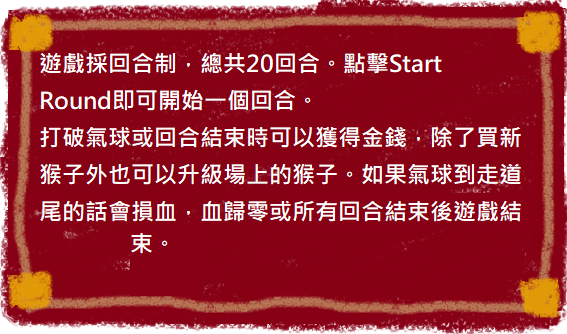 遊戲採回合制，總共20回合。點擊Start
Round即可開始一個回合。
打破氣球或回合結束時可以獲得金錢，除了買新
猴子外也可以升級場上的猴子。如果氣球到走道
尾的話會損血，血歸零或所有回合結束後遊戲結
束。